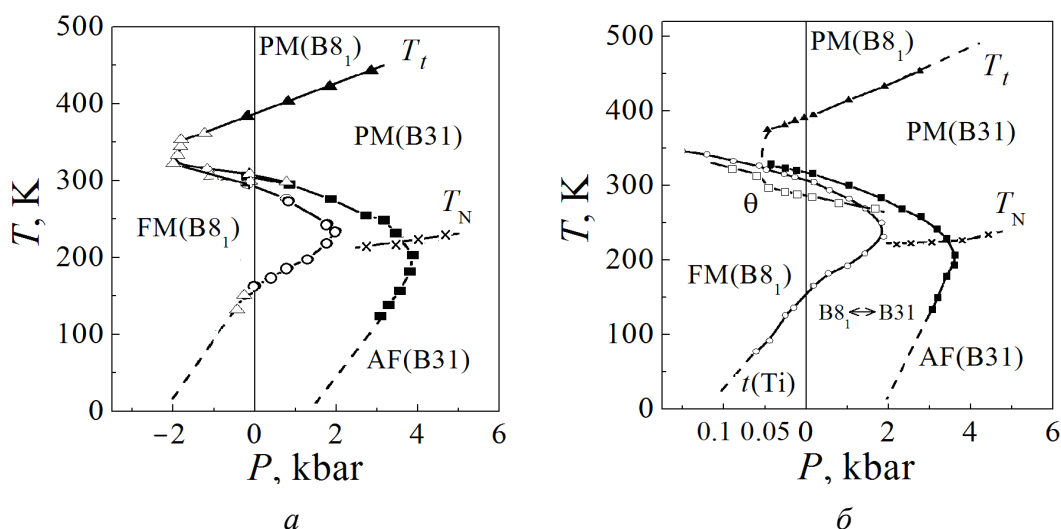 500
400
300
200
100
0
T, K
−2
0
2
4
6
P, kbar
PM(B8₁)
T_t
PM(B31)
FM(B8₁)
T_N
AF(B31)
а
500
400
300
200
100
0
T, K
0.1
0.05
0
2
4
6
P, kbar
PM(B8₁)
T_t
PM(B31)
θ
T_N
FM(B8₁)
B8₁↔B31
AF(B31)
t(Ti)
б